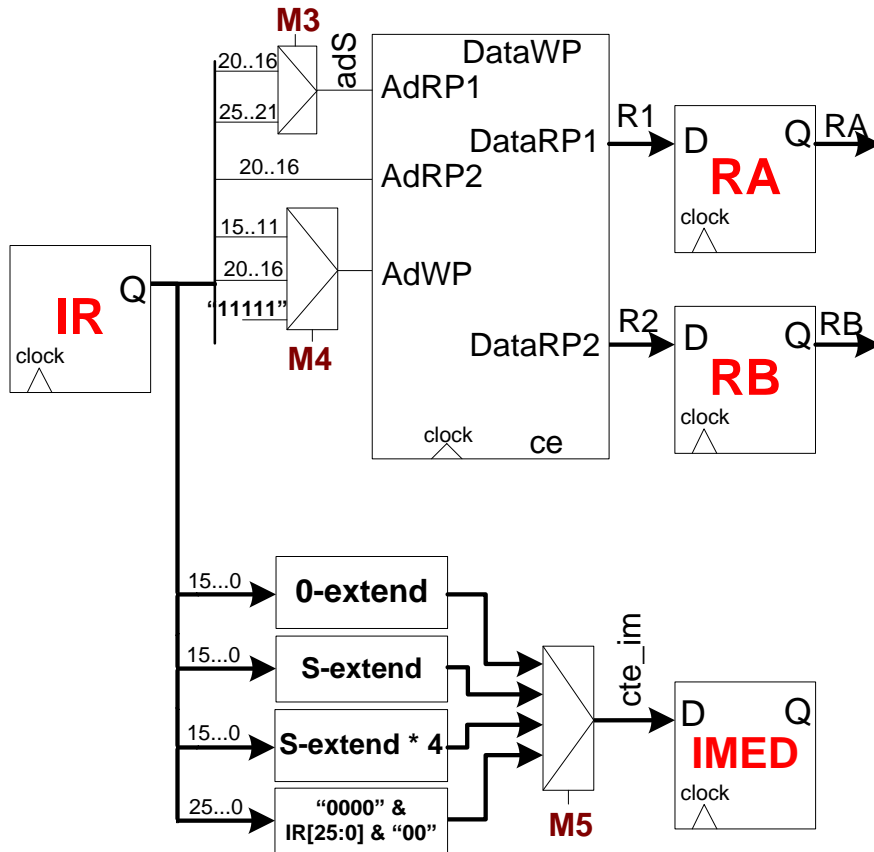 M3
adS
20..16
25..21
AdRP1
DataWP
DataRP1
R1
D
Q
RA
RA
clock
20..16
AdRP2
15..11
20..16
“11111”
M4
AdWP
Q
IR
clock
DataRP2
R2
D
Q
RB
RB
clock
clock
ce
15...0
0-extend
15...0
S-extend
15...0
S-extend * 4
25...0
“0000” &
IR[25:0] & “00”
M5
cte_im
D
Q
IMED
clock